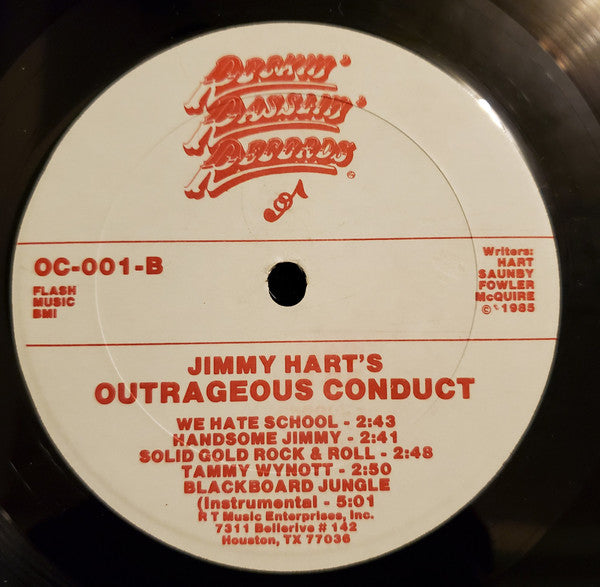 Rockin'
Rasslin'
Records
OC-001-B
FLASH
MUSIC
BMI
Writers:
HART
SAUNBY
FOWLER
McQUIRE
©'1985
JIMMY HART'S
OUTRAGEOUS CONDUCT
WE HATE SCHOOL - 2:43
HANDSOME JIMMY - 2:41
SOLID GOLD ROCK & ROLL - 2:48
TAMMY WYNOTT - 2:50
BLACKBOARD JUNGLE
(Instrumental - 5:01
R T Music Enterprises, Inc.
7311 Bellerive # 142
Houston, TX 77036